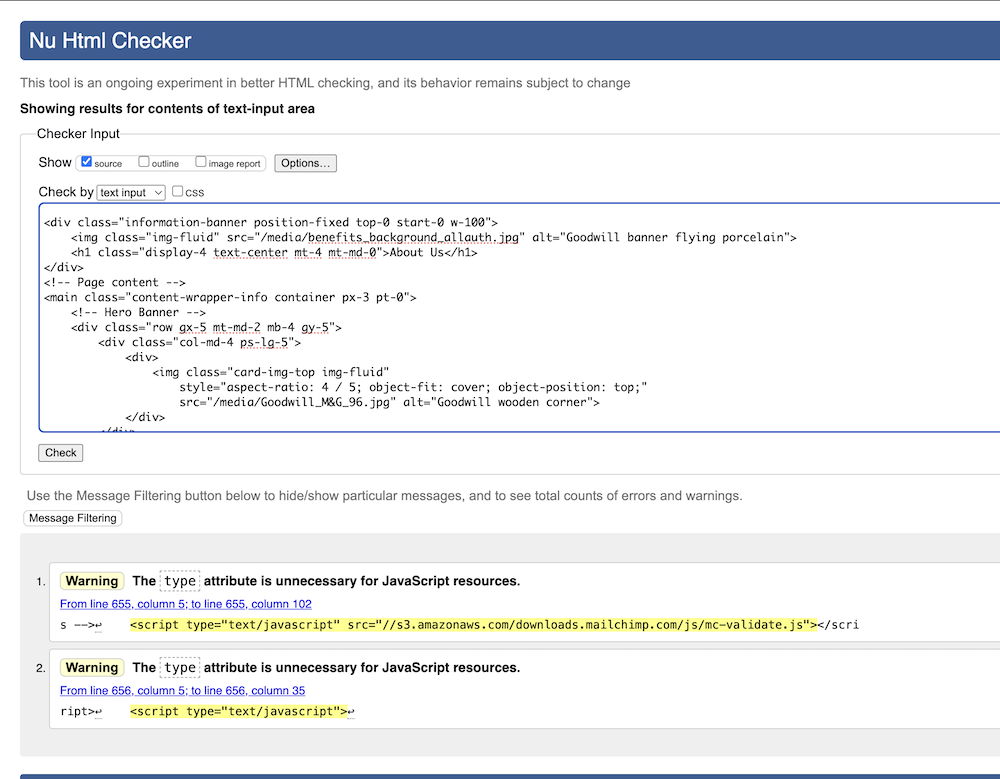 Nu Html Checker
This tool is an ongoing experiment in better HTML checking, and its behavior remains subject to change
Showing results for contents of text-input area
Checker Input
Show source outline image report Options...
Check by text input css
<div class="information-banner position-fixed top-0 start-0 w-100">
<img class="img-fluid" src="/media/benefits_background_allauth.jpg" alt="Goodwill banner flying porcelain">
<h1 class="display-4 text-center mt-4 mt-md-0">About Us</h1>
</div>
<!-- Page content -->
<main class="content-wrapper-info container px-3 pt-0">
<!-- Hero Banner -->
<div class="row gx-5 mt-md-2 mb-4 gy-5">
<div class="col-md-4 ps-lg-5">
<div>
<img class="card-img-top img-fluid"
style="aspect-ratio: 4 / 5; object-fit: cover; object-position: top;"
src="/media/Goodwill_M&G_96.jpg" alt="Goodwill wooden corner">
</div>
</div>
Check
Use the Message Filtering button below to hide/show particular messages, and to see total counts of errors and warnings.
Message Filtering
1. Warning The type attribute is unnecessary for JavaScript resources.
From line 655, column 5; to line 655, column 102
s -->↩ <script type="text/javascript" src="//s3.amazonaws.com/downloads.mailchimp.com/js/mc-validate.js"></scri
2. Warning The type attribute is unnecessary for JavaScript resources.
From line 656, column 5; to line 656, column 35
ript>↩ <script type="text/javascript">↩